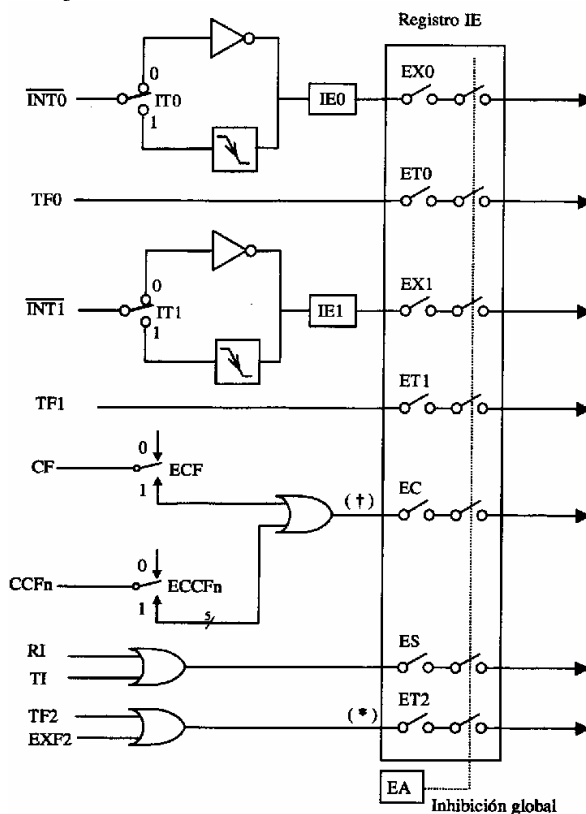 Registro IE
0
INT0
IT0
1
IE0
EX0
TF0
ET0
0
INT1
IT1
1
IE1
EX1
TF1
ET1
0
CF
ECF
1
(†)
EC
0
CCFn
ECCFn
1
5
RI
TI
ES
TF2
EXF2
(*)
ET2
EA
Inhibición global